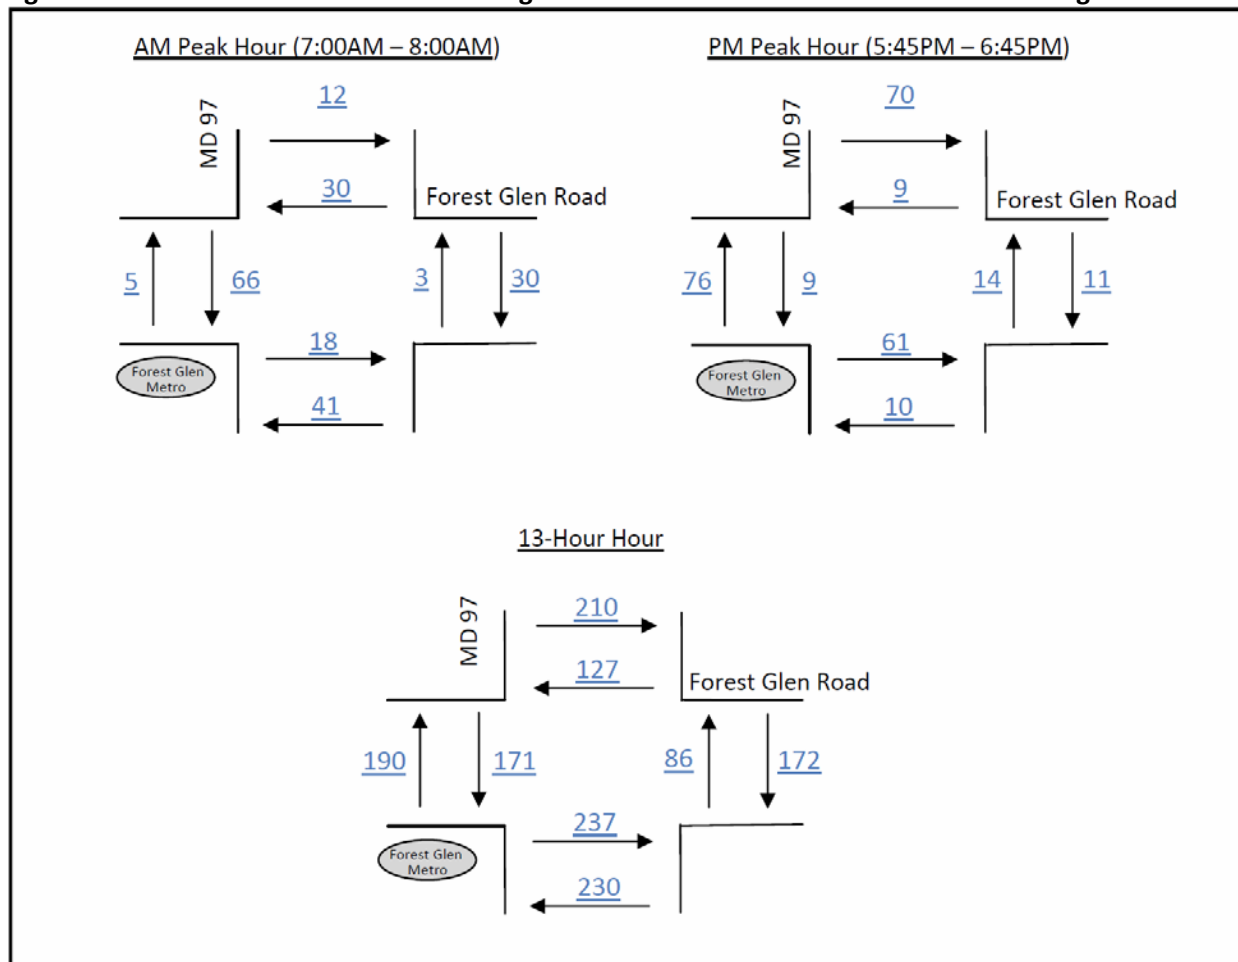 AM Peak Hour (7:00AM – 8:00AM)
PM Peak Hour (5:45PM – 6:45PM)
MD 97
12
30
Forest Glen Road
5
66
3
30
18
41
Forest Glen
Metro
MD 97
70
9
Forest Glen Road
76
9
14
11
61
10
Forest Glen
Metro
13-Hour Hour
MD 97
210
127
Forest Glen Road
190
171
86
172
237
230
Forest Glen
Metro